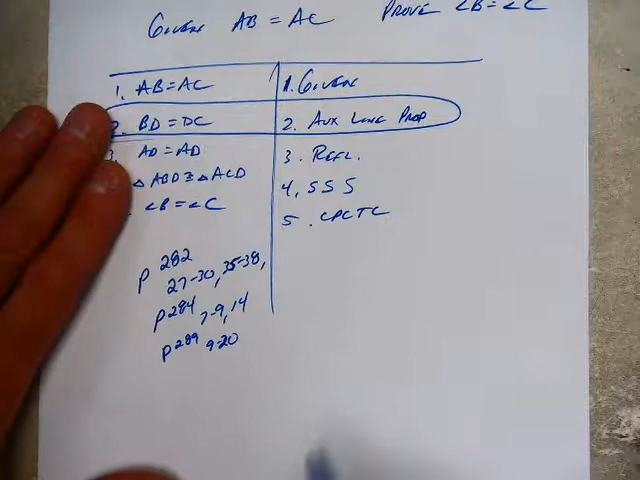 GIVEN AB = AC PROVE ∠B = ∠C
1. AB = AC 1. GIVEN
2. BD = DC 2. AUX LINE PROP
3. AD = AD 3. REFL.
△ABD ≅ △ACD 4. SSS
∠B = ∠C 5. CPCTC
P 282
27-30, 35-38,
P 284 7-9, 14
P 289 9-20